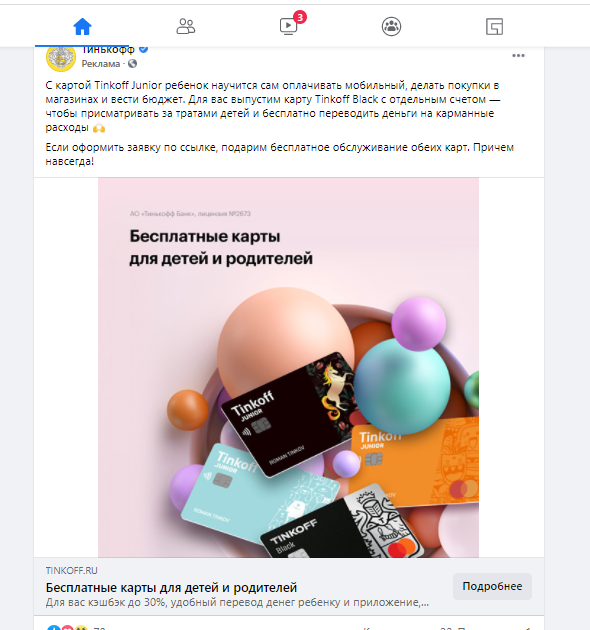 3
Тинькофф
Реклама ·
С картой Tinkoff Junior ребенок научится сам оплачивать мобильный, делать покупки в
магазинах и вести бюджет. Для вас выпустим карту Tinkoff Black с отдельным счетом —
чтобы присматривать за тратами детей и бесплатно переводить деньги на карманные
расходы
Если оформить заявку по ссылке, подарим бесплатное обслуживание обеих карт. Причем
навсегда!
АО «Тинькофф Банк», лицензия №2673
Бесплатные карты
для детей и родителей
Tinkoff
JUNIOR
ROMAN TINKOV
Tinkoff
JUNIOR
Tinkoff
JUNIOR
ROMAN TINKOV
TINKOFF
Black
TINKOFF.RU
Бесплатные карты для детей и родителей
Для вас кэшбэк до 30%, удобный перевод денег ребенку и приложение,...
Подробнее